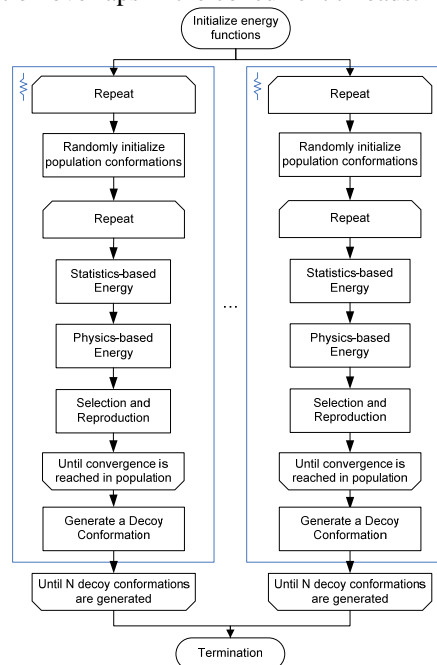 Initialize energy
functions
Repeat
Randomly initialize
population conformations
Repeat
Statistics-based
Energy
Physics-based
Energy
Selection and
Reproduction
Until convergence is
reached in population
Generate a Decoy
Conformation
Until N decoy conformations
are generated
...
Repeat
Randomly initialize
population conformations
Repeat
Statistics-based
Energy
Physics-based
Energy
Selection and
Reproduction
Until convergence is
reached in population
Generate a Decoy
Conformation
Until N decoy conformations
are generated
Termination